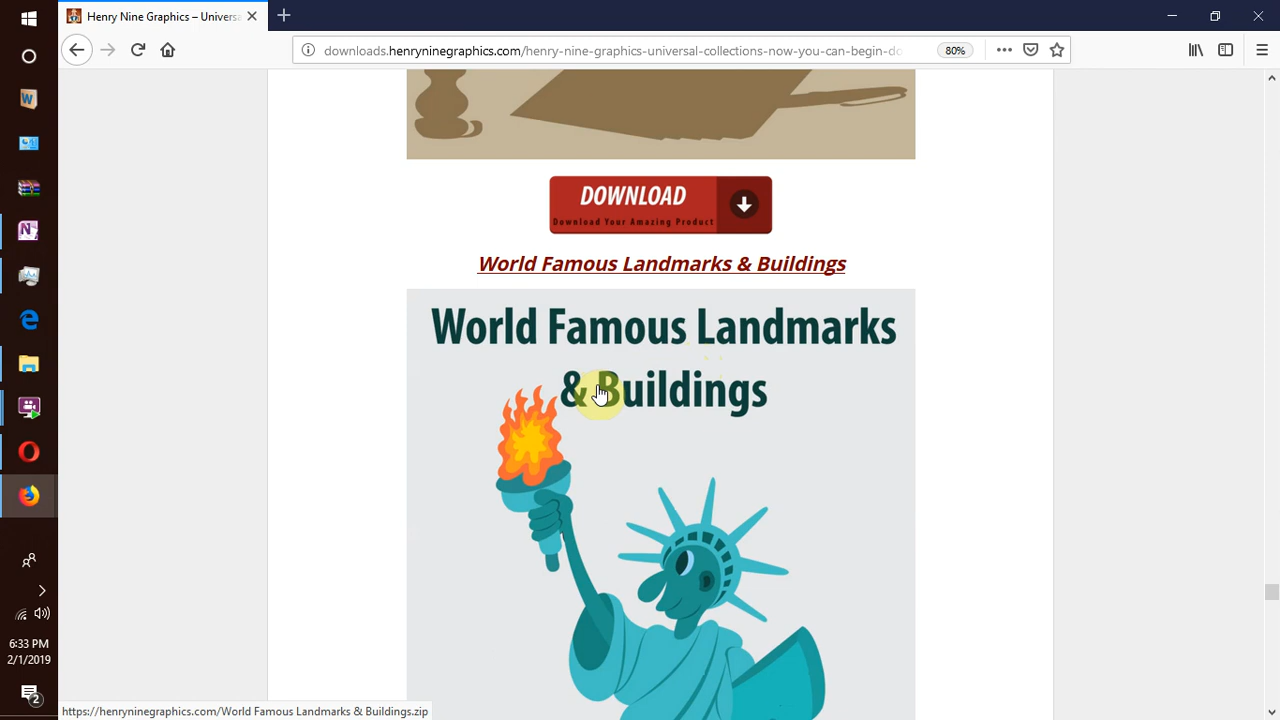 Henry Nine Graphics – Universa
downloads.henryninegraphics.com/henry-nine-graphics-universal-collections-now-you-can-begin-do
80%
DOWNLOAD
Download Your Amazing Product
World Famous Landmarks & Buildings
World Famous Landmarks
& Buildings
6:33 PM
2/1/2019
2
https://henryninegraphics.com/World Famous Landmarks & Buildings.zip